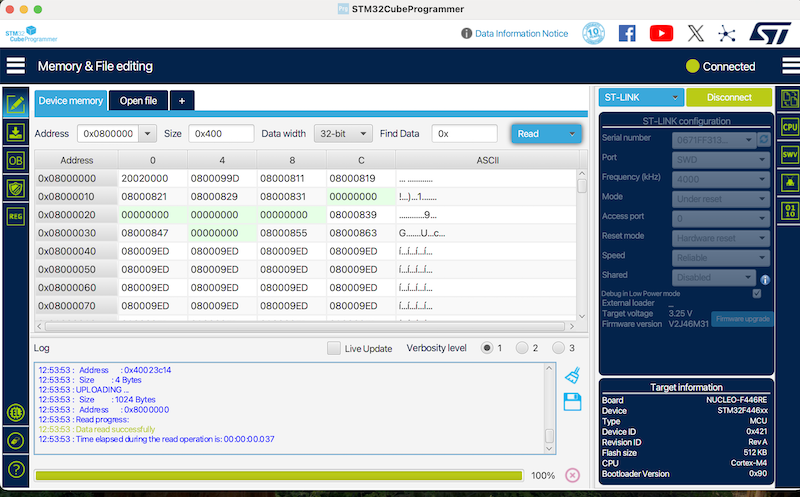 Prg STM32CubeProgrammer
STM32
CubeProgrammer
Data Information Notice
10
Memory & File editing
Connected
Device memory
Open file
+
ST-LINK
Disconnect
Address
0x0800000
Size
0x400
Data width
32-bit
Find Data
0x
Read
Address 0 4 8 C ASCII
0x08000000 20020000 0800099D 08000811 08000819 ... ............
0x08000010 08000821 08000829 08000831 00000000 !...)...1.......
0x08000020 00000000 00000000 00000000 08000839 ............9...
0x08000030 08000847 00000000 08000855 08000863 G.......U...c...
0x08000040 080009ED 080009ED 080009ED 080009ED í...í...í...í...
0x08000050 080009ED 080009ED 080009ED 080009ED í...í...í...í...
0x08000060 080009ED 080009ED 080009ED 080009ED í...í...í...í...
0x08000070 080009ED 080009ED 080009ED 080009ED í...í...í...í...
Log
Live Update
Verbosity level
1
2
3
12:53:53 : Address : 0x40023c14
12:53:53 : Size : 4 Bytes
12:53:53 : UPLOADING ...
12:53:53 : Size : 1024 Bytes
12:53:53 : Address : 0x8000000
12:53:53 : Read progress:
12:53:53 : Data read successfully
12:53:53 : Time elapsed during the read operation is: 00:00:00.037
100%
ST-LINK configuration
Serial number 0671FF313...
Port SWD
Frequency (kHz) 4000
Mode Under reset
Access port 0
Reset mode Hardware reset
Speed Reliable
Shared Disabled
Debug in Low Power mode
External loader _
Target voltage 3.25 V
Firmware version V2J46M31
Firmware upgrade
Target information
Board NUCLEO-F446RE
Device STM32F446xx
Type MCU
Device ID 0x421
Revision ID Rev A
Flash size 512 KB
CPU Cortex-M4
Bootloader Version 0x90
OB
REG
CPU
SWV
01
10